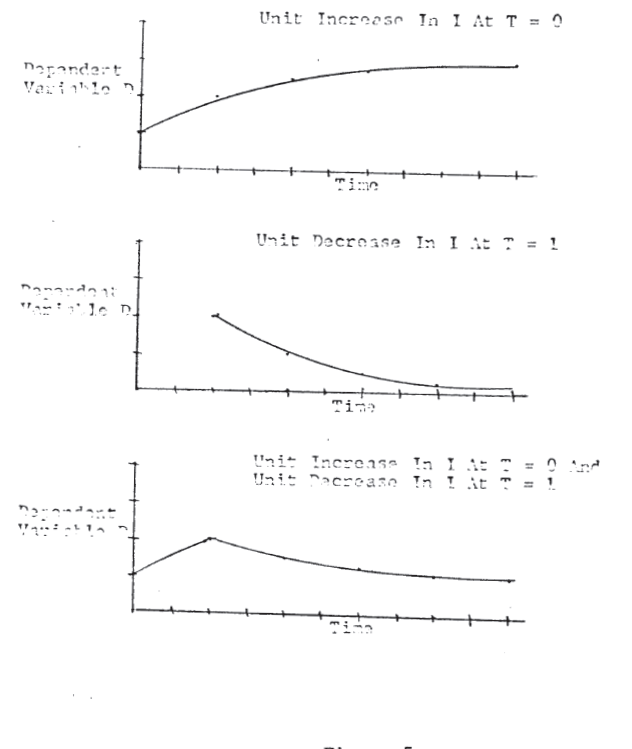 Unit Increase In I At T = 0
Dependent
Variable D
Time
Unit Decrease In I At T = 1
Dependent
Variable D
Time
Unit Increase In I At T = 0 And
Unit Decrease In I At T = 1
Dependent
Variable D
Time